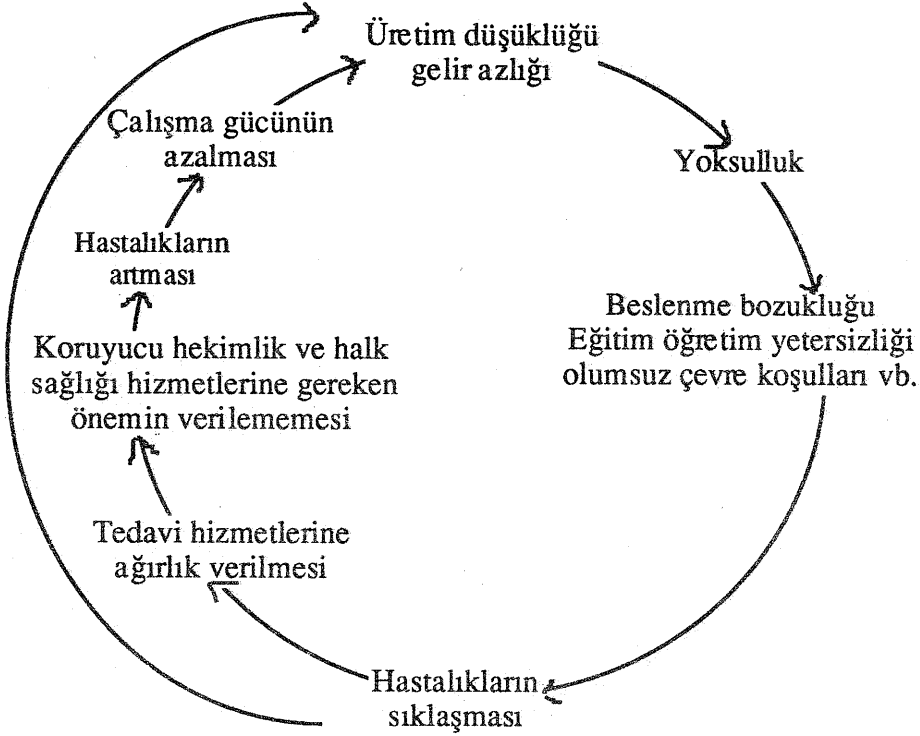 Üretim düşüklüğü
gelir azlığı
Yoksulluk
Beslenme bozukluğu
Eğitim öğretim yetersizliği
olumsuz çevre koşulları vb.
Hastalıkların
sıklaşması
Tedavi hizmetlerine
ağırlık verilmesi
Koruyucu hekimlik ve halk
sağlığı hizmetlerine gereken
önemin verilememesi
Hastalıkların
artması
Çalışma gücünün
azalması